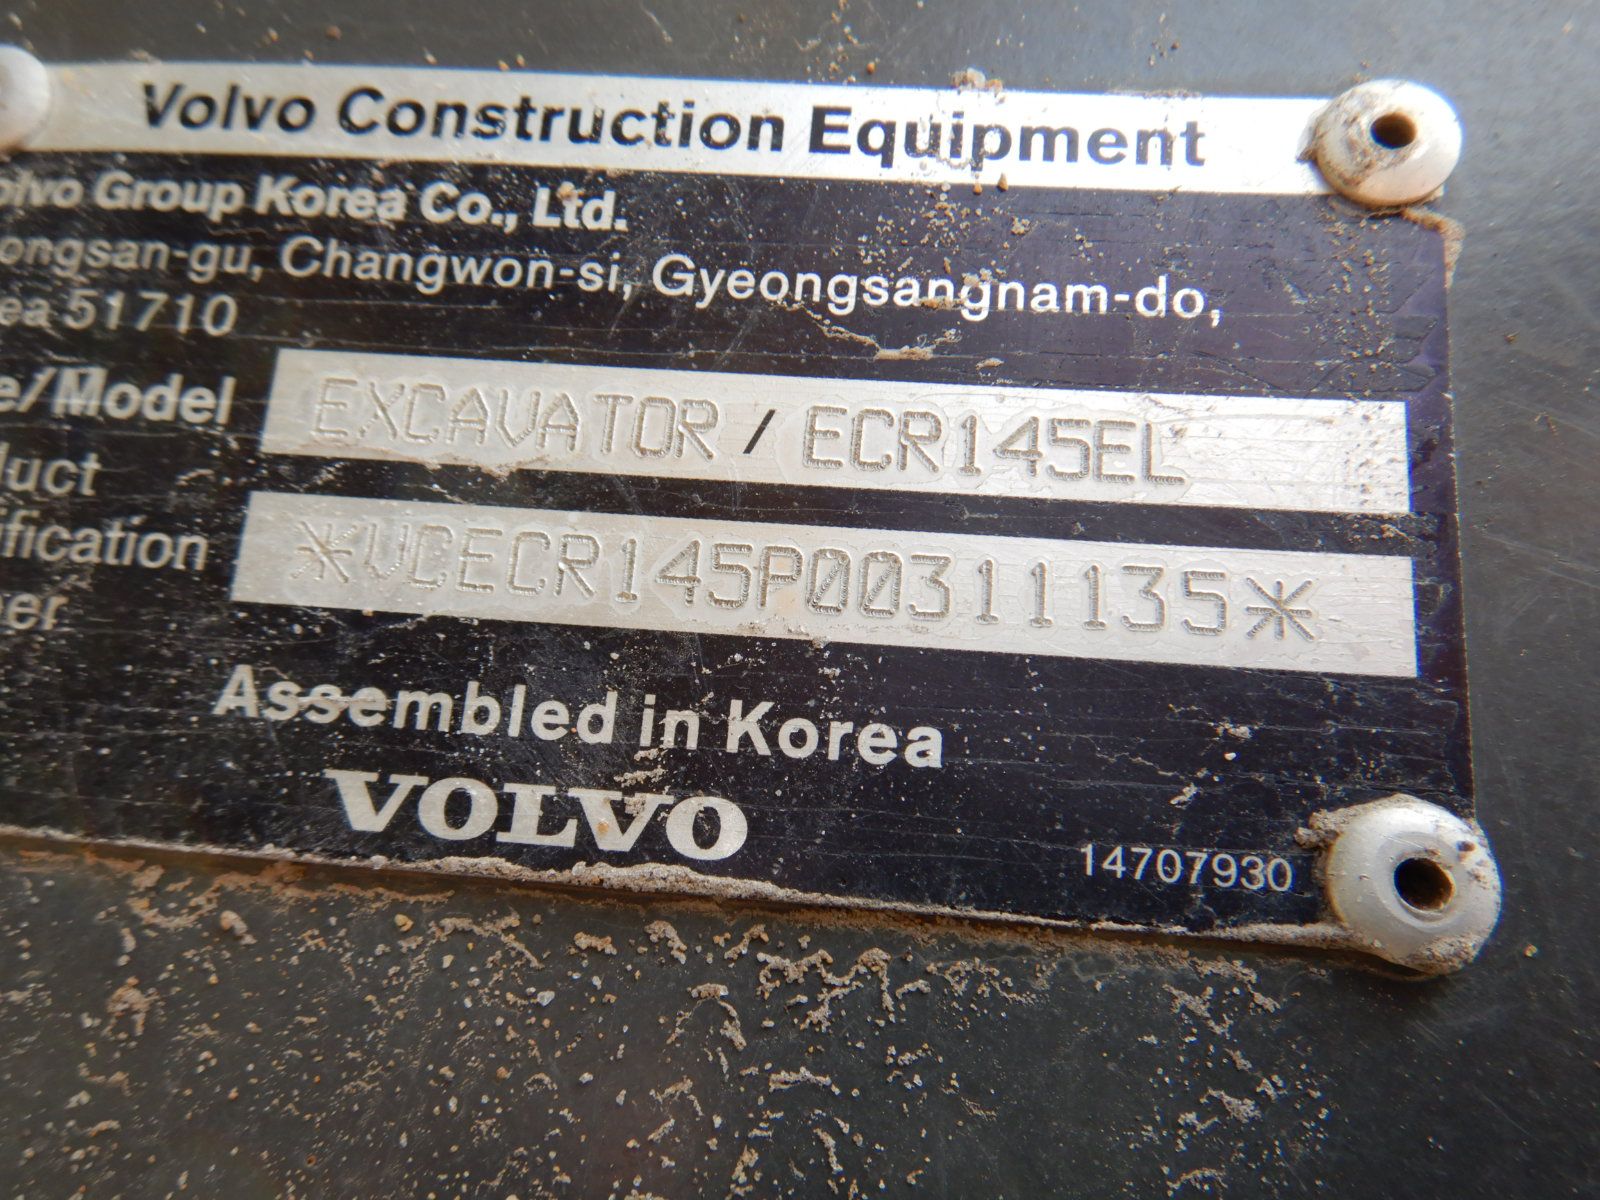 Volvo Construction Equipment
olvo Group Korea Co., Ltd.
ongsan-gu, Changwon-si, Gyeongsangnam-do,
ea 51710
e/Model EXCAVATOR / ECR145EL
duct
ification *VCECR145P00311135*
er
Assembled in Korea
VOLVO
14707930